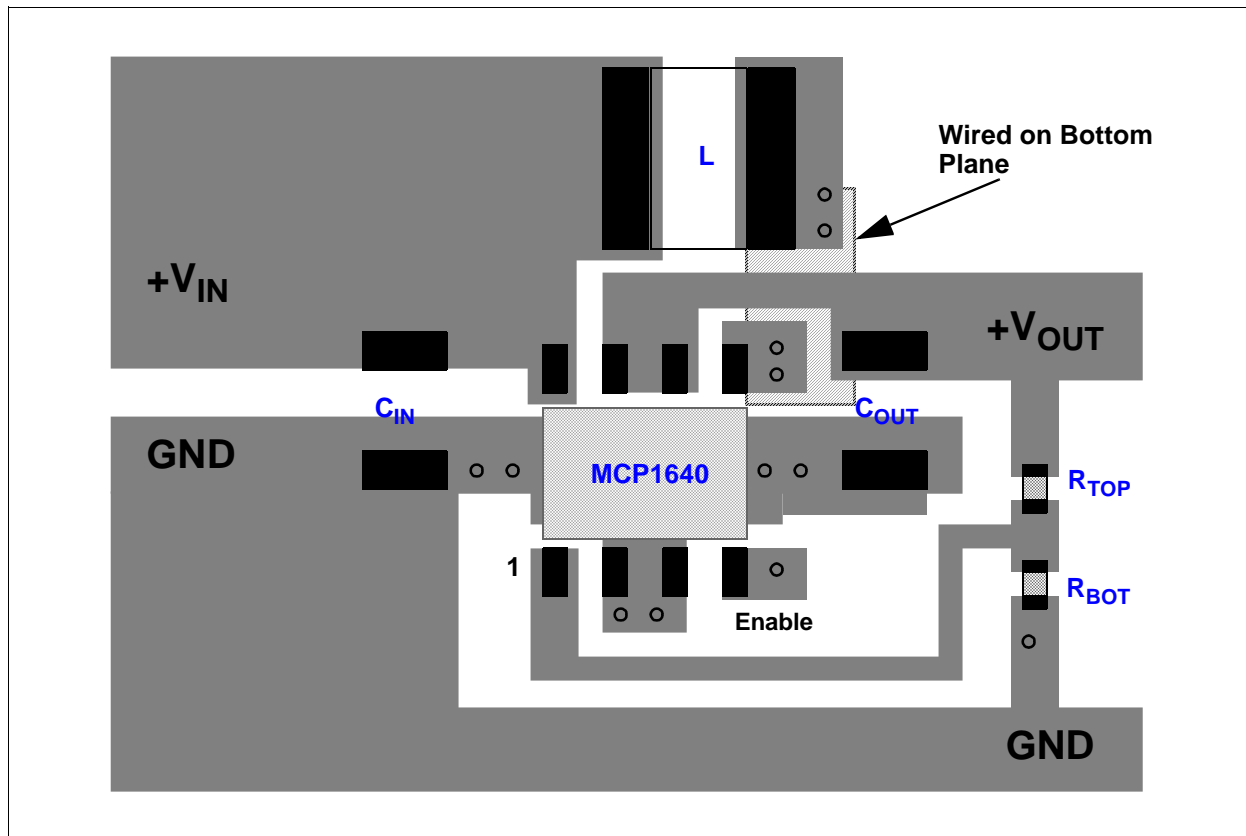 L
Wired on Bottom
Plane
+VIN
+VOUT
CIN
COUT
GND
MCP1640
RTOP
1
RBOT
Enable
GND